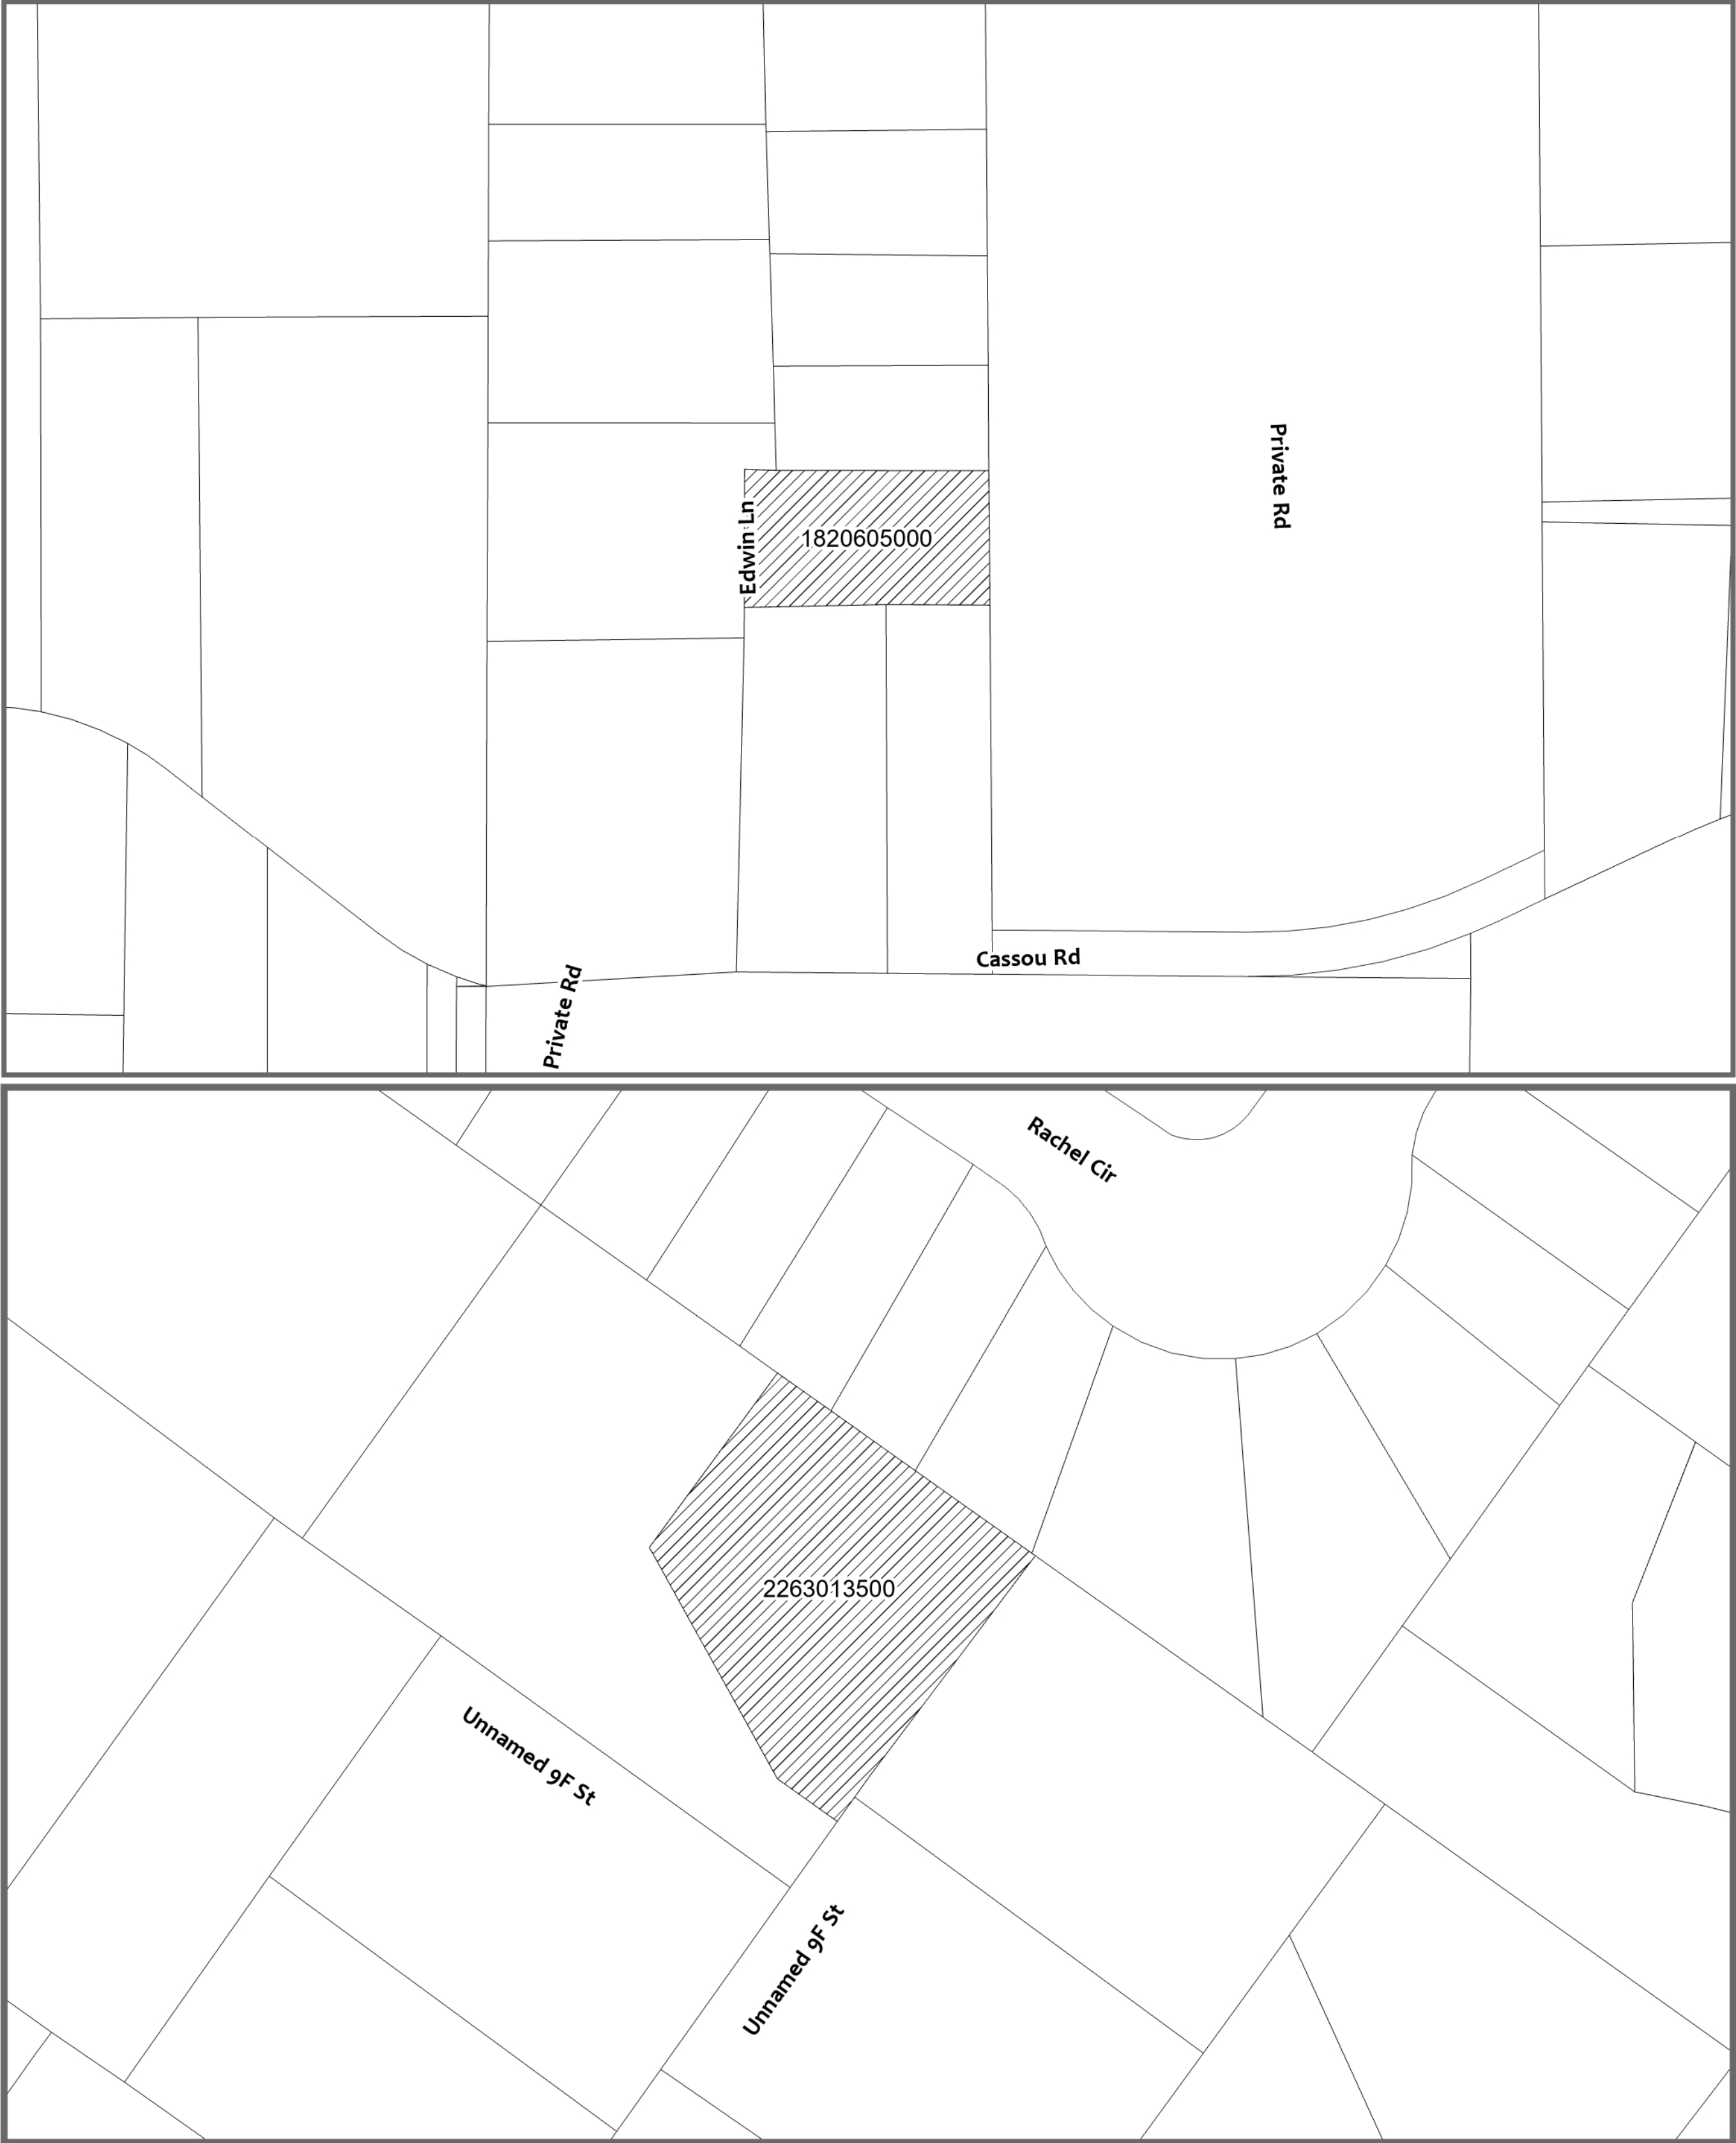 Private Rd
Edwin Ln
1820605000
Cassou Rd
Private Rd
Rachel Cir
2263013500
Unnamed 9F St
Unnamed 9F St